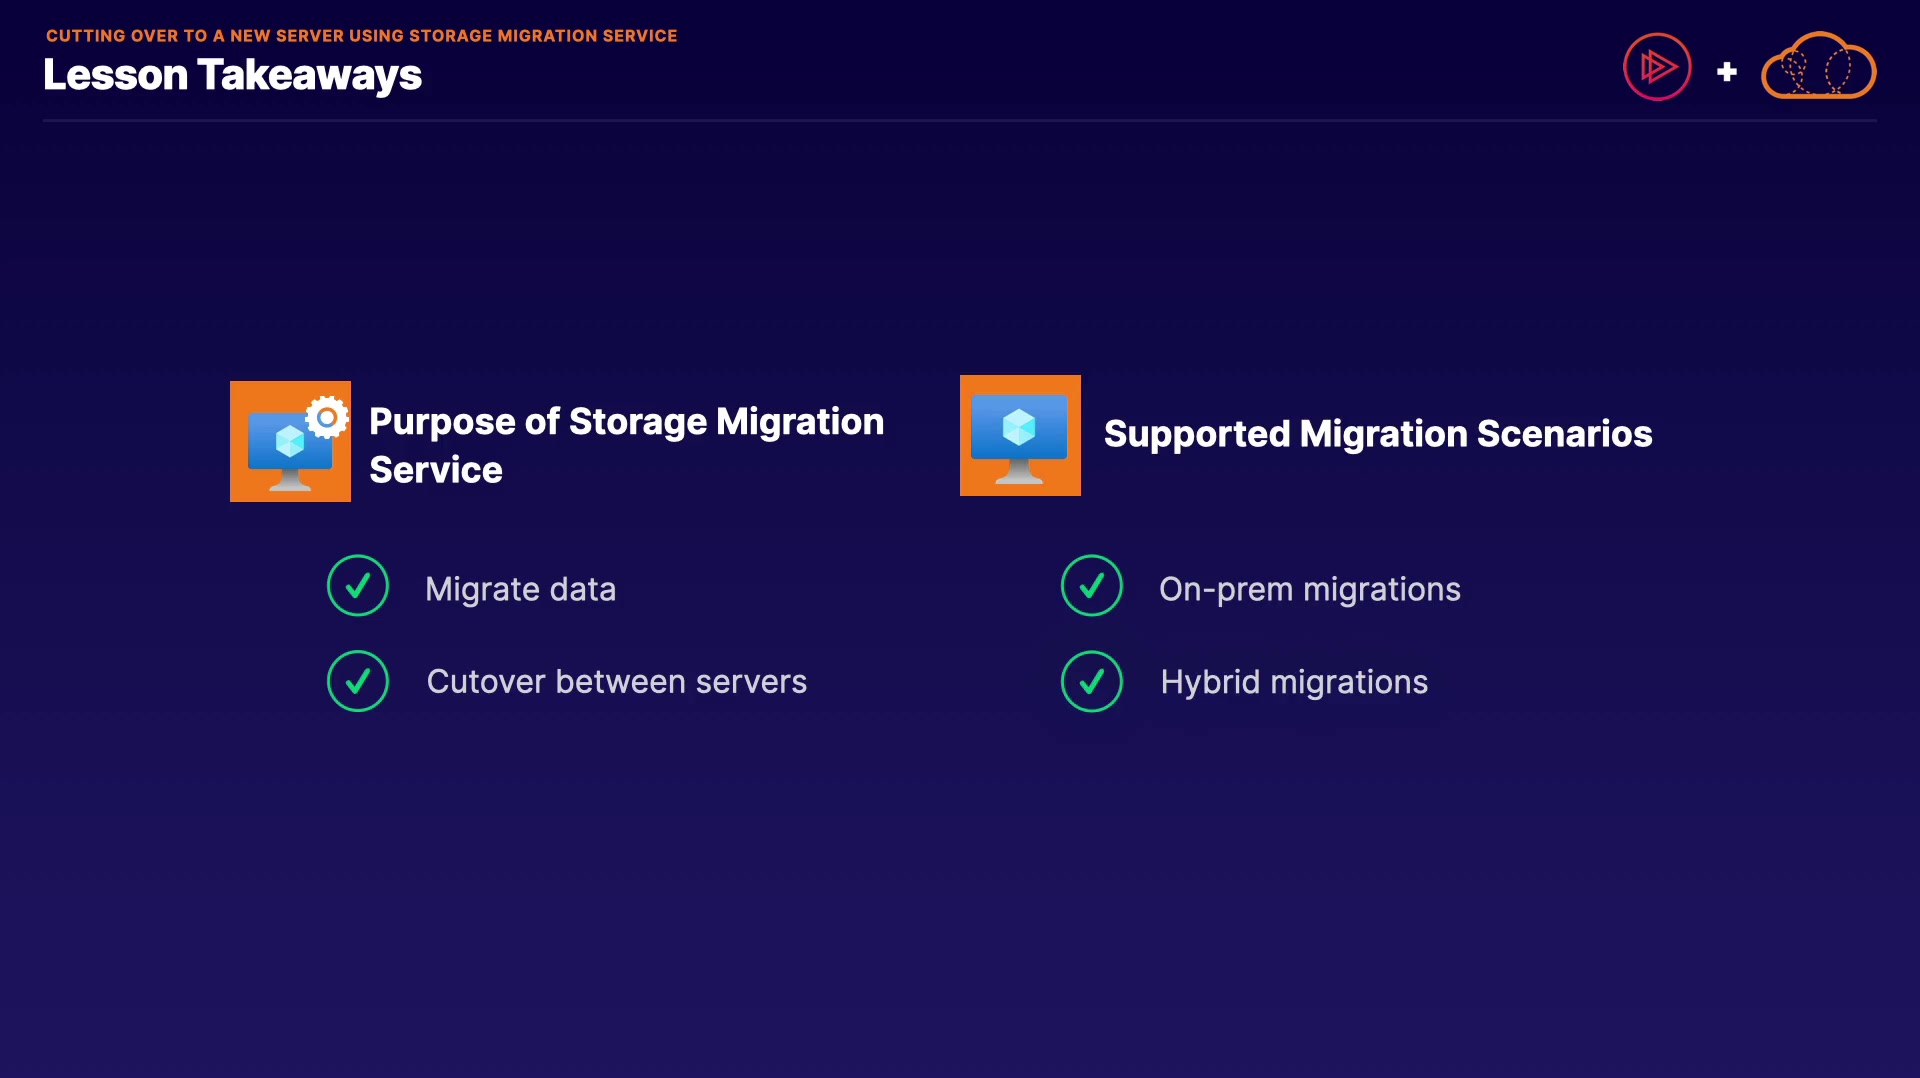 CUTTING OVER TO A NEW SERVER USING STORAGE MIGRATION SERVICE
Lesson Takeaways
Purpose of Storage Migration
Service
Migrate data
Cutover between servers
Supported Migration Scenarios
On-prem migrations
Hybrid migrations